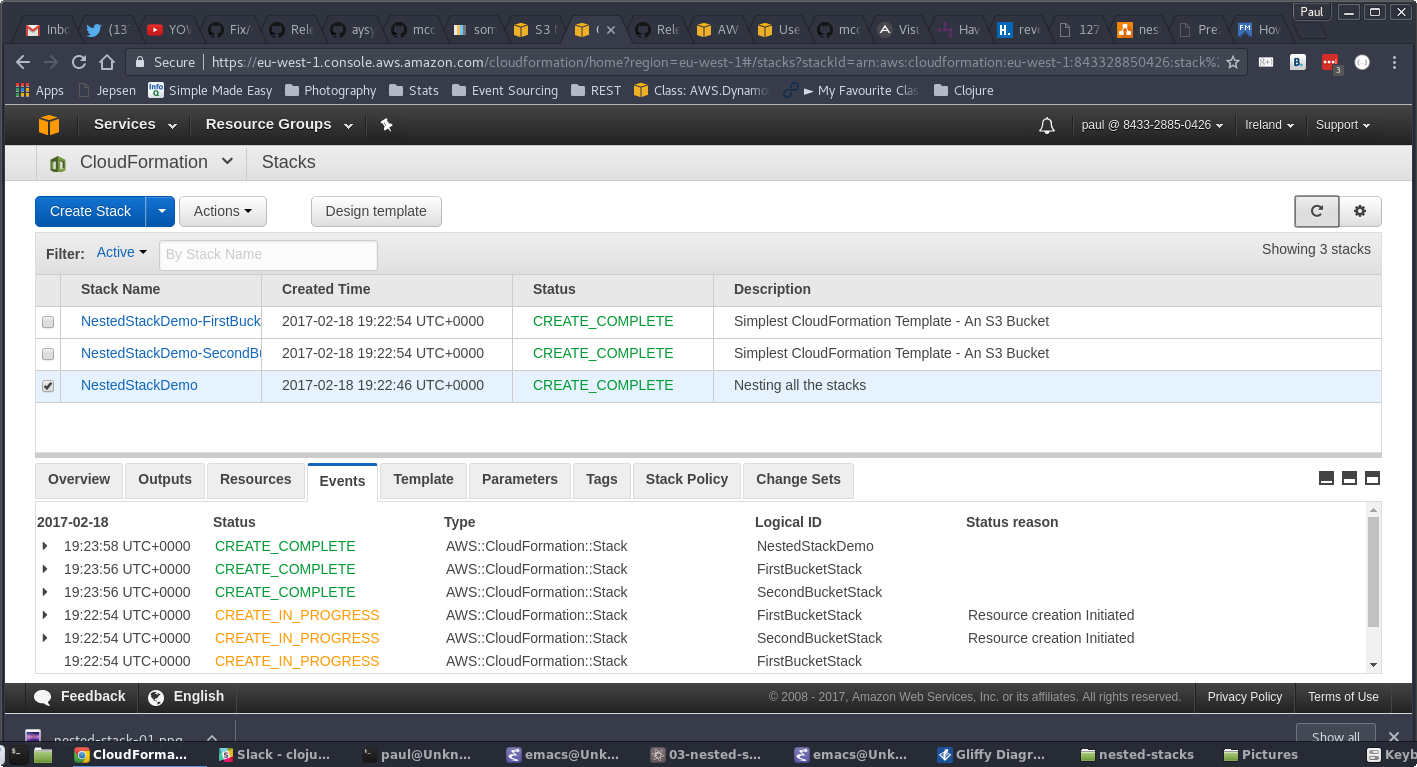 Paul
Inbo (13 YOV Fix/ Rele aysy mcc som S3 M Rele AW Use mcc Visu Hav reve 127 nes Pre: Hov
Secure https://eu-west-1.console.aws.amazon.com/cloudformation/home?region=eu-west-1#/stacks?stackId=arn:aws:cloudformation:eu-west-1:843328850426:stack%
Apps Jepsen Simple Made Easy Photography Stats Event Sourcing REST Class: AWS.Dynamo ► My Favourite Clas Clojure
Services Resource Groups paul @ 8433-2885-0426 Ireland Support
CloudFormation Stacks
Create Stack Actions Design template
Filter: Active By Stack Name Showing 3 stacks
Stack Name Created Time Status Description
NestedStackDemo-FirstBuck 2017-02-18 19:22:54 UTC+0000 CREATE_COMPLETE Simplest CloudFormation Template - An S3 Bucket
NestedStackDemo-SecondBu 2017-02-18 19:22:54 UTC+0000 CREATE_COMPLETE Simplest CloudFormation Template - An S3 Bucket
NestedStackDemo 2017-02-18 19:22:46 UTC+0000 CREATE_COMPLETE Nesting all the stacks
Overview Outputs Resources Events Template Parameters Tags Stack Policy Change Sets
2017-02-18 Status Type Logical ID Status reason
19:23:58 UTC+0000 CREATE_COMPLETE AWS::CloudFormation::Stack NestedStackDemo
19:23:56 UTC+0000 CREATE_COMPLETE AWS::CloudFormation::Stack FirstBucketStack
19:23:56 UTC+0000 CREATE_COMPLETE AWS::CloudFormation::Stack SecondBucketStack
19:22:54 UTC+0000 CREATE_IN_PROGRESS AWS::CloudFormation::Stack FirstBucketStack Resource creation Initiated
19:22:54 UTC+0000 CREATE_IN_PROGRESS AWS::CloudFormation::Stack SecondBucketStack Resource creation Initiated
19:22:54 UTC+0000 CREATE_IN_PROGRESS AWS::CloudFormation::Stack FirstBucketStack
Feedback English © 2008 - 2017, Amazon Web Services, Inc. or its affiliates. All rights reserved. Privacy Policy Terms of Use
nested-stack-01.png Show all
CloudForma... Slack - cloju... paul@Unkn... emacs@Unk... 03-nested-s... emacs@Unk... Gliffy Diagr... nested-stacks Pictures Keyb